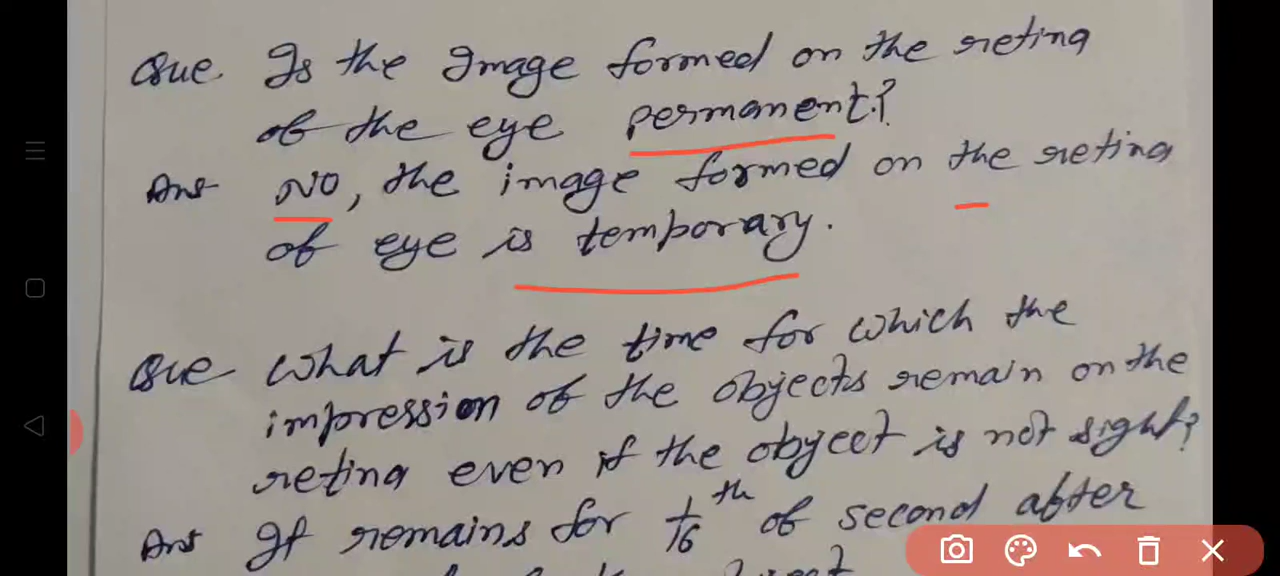 Que. Is the Image formed on the retina
of the eye permanent?
Ans No, the image formed on the retina
of eye is temporary.
Que What is the time for which the
impression of the objects remain on the
retina even if the object is not sight?
Ans It remains for 1/16 th of second after